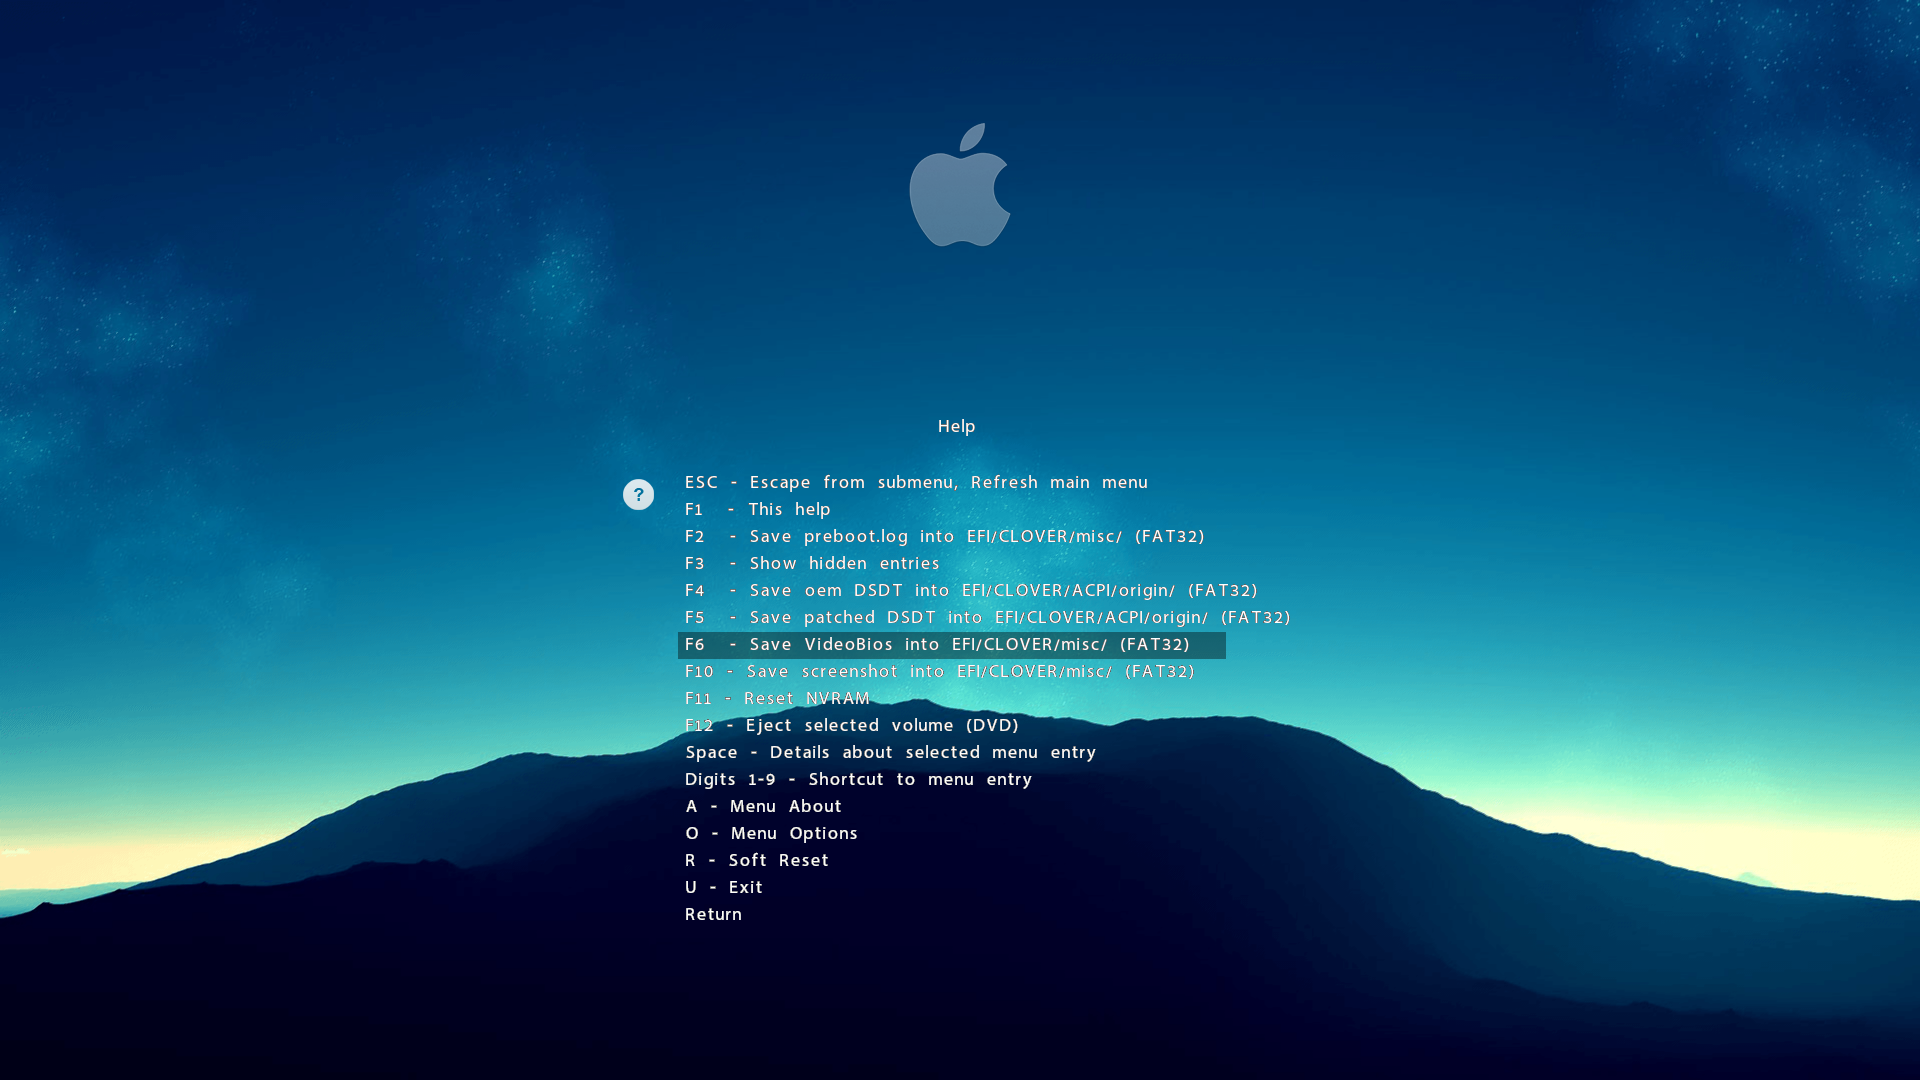 Help
?
ESC - Escape from submenu, Refresh main menu
F1 - This help
F2 - Save preboot.log into EFI/CLOVER/misc/ (FAT32)
F3 - Show hidden entries
F4 - Save oem DSDT into EFI/CLOVER/ACPI/origin/ (FAT32)
F5 - Save patched DSDT into EFI/CLOVER/ACPI/origin/ (FAT32)
F6 - Save VideoBios into EFI/CLOVER/misc/ (FAT32)
F10 - Save screenshot into EFI/CLOVER/misc/ (FAT32)
F11 - Reset NVRAM
F12 - Eject selected volume (DVD)
Space - Details about selected menu entry
Digits 1-9 - Shortcut to menu entry
A - Menu About
O - Menu Options
R - Soft Reset
U - Exit
Return